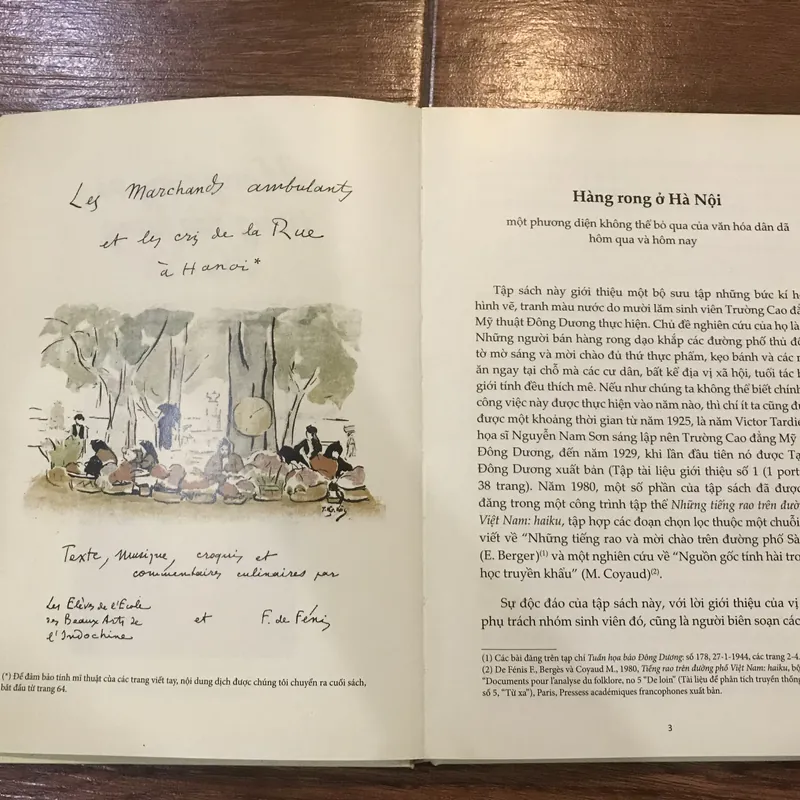 Les Marchands ambulants
et les cris de la Rue
à Hanoi*
Texte, musique, croquis et
commentaires culinaires par
Les Elèves de l'Ecole
des Beaux Arts de
l'Indochine
et F. de Fénis
(*) Để đảm bảo tính mĩ thuật của các trang viết tay, nội dung dịch được chúng tôi chuyển ra cuối sách,
bắt đầu từ trang 64.
Hàng rong ở Hà Nội
một phương diện không thể bỏ qua của văn hóa dân dã
hôm qua và hôm nay
Tập sách này giới thiệu một bộ sưu tập những bức kí h
hình vẽ, tranh màu nước do mười lăm sinh viên Trường Cao đẳ
Mỹ thuật Đông Dương thực hiện. Chủ đề nghiên cứu của họ là
Những người bán hàng rong dạo khắp các đường phố thủ đô
tờ mờ sáng và mời chào đủ thứ thực phẩm, kẹo bánh và các m
ăn ngay tại chỗ mà các cư dân, bất kể địa vị xã hội, tuổi tác h
giới tính đều thích mê. Nếu như chúng ta không thể biết chính
công việc này được thực hiện vào năm nào, thì chí ít ta cũng đ
được một khoảng thời gian từ năm 1925, là năm Victor Tardie
họa sĩ Nguyễn Nam Sơn sáng lập nên Trường Cao đẳng Mỹ
Đông Dương, đến năm 1929, khi lần đầu tiên nó được Tạ
Đông Dương xuất bản (Tập tài liệu giới thiệu số 1 (1 port
38 trang). Năm 1980, một số phần của tập sách đã được
đăng trong một công trình tập thể Những tiếng rao trên đườ
Việt Nam: haiku, tập hợp các đoạn chọn lọc thuộc một chuỗi
viết về “Những tiếng rao và mời chào trên đường phố Sà
(E. Berger)(1) và một nghiên cứu về “Nguồn gốc tính hài tro
học truyền khẩu” (M. Coyaud)(2).
Sự độc đáo của tập sách này, với lời giới thiệu của vị
phụ trách nhóm sinh viên đó, cũng là người biên soạn các
(1) Các bài đăng trên tạp chí Tuần họa báo Đông Dương: số 178, 27-1-1944, các trang 2-4.
(2) De Fénis F., Bergès và Coyaud M., 1980, Tiếng rao trên đường phố Việt Nam: haiku, bộ
“Documents pour l'analyse du folklore, no 5 “De loin” (Tài liệu để phân tích truyền thống
số 5, “Từ xa”), Paris, Pressess académiques francophones xuất bản.
3